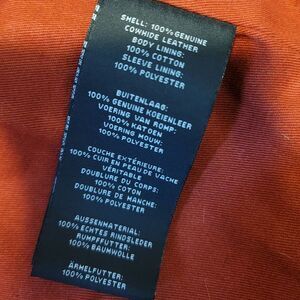 SHELL: 100% GENUINE
COWHIDE LEATHER
BODY LINING:
100% COTTON
SLEEVE LINING:
100% POLYESTER
BUITENLAAG:
100% GENUINE KOEIENLEER
VOERING VAN ROMP:
100% KATOEN
VOERING MOUW:
100% POLYESTER
COUCHE EXTÉRIEURE:
100% CUIR EN PEAU DE VACHE
VÉRITABLE
DOUBLURE DU CORPS:
100% COTON
DOUBLURE DE MANCHE:
100% POLYESTER
AUSSENMATERIAL:
100% ECHTES RINDSLEDER
RUMPFFUTTER:
100% BAUMWOLLE
ÄRMELFUTTER:
100% POLYESTER